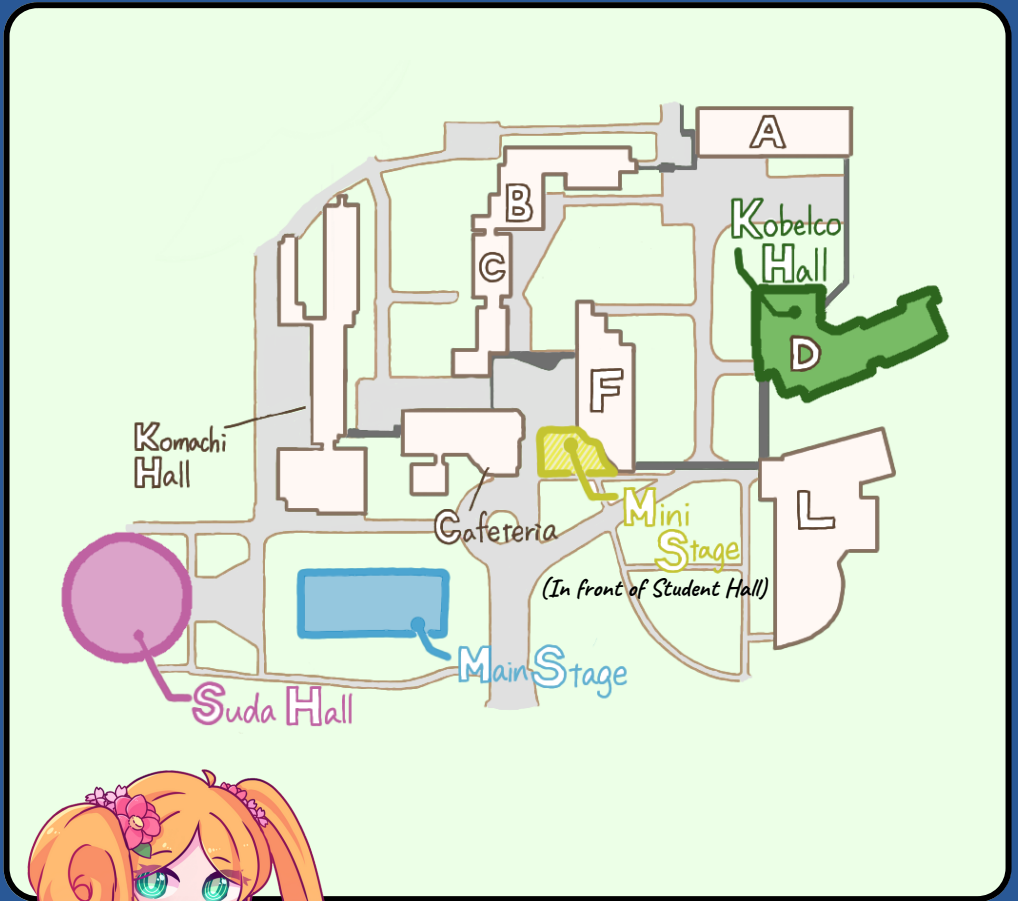 A
B
Kobelco
Hall
C
D
F
Komachi
Hall
L
Cafeteria
Mini
Stage
(In front of Student Hall)
Main Stage
Suda Hall